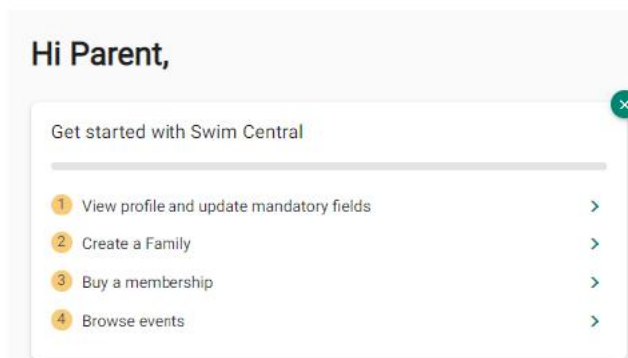 Hi Parent,
Get started with Swim Central
1 View profile and update mandatory fields
2 Create a Family
3 Buy a membership
4 Browse events